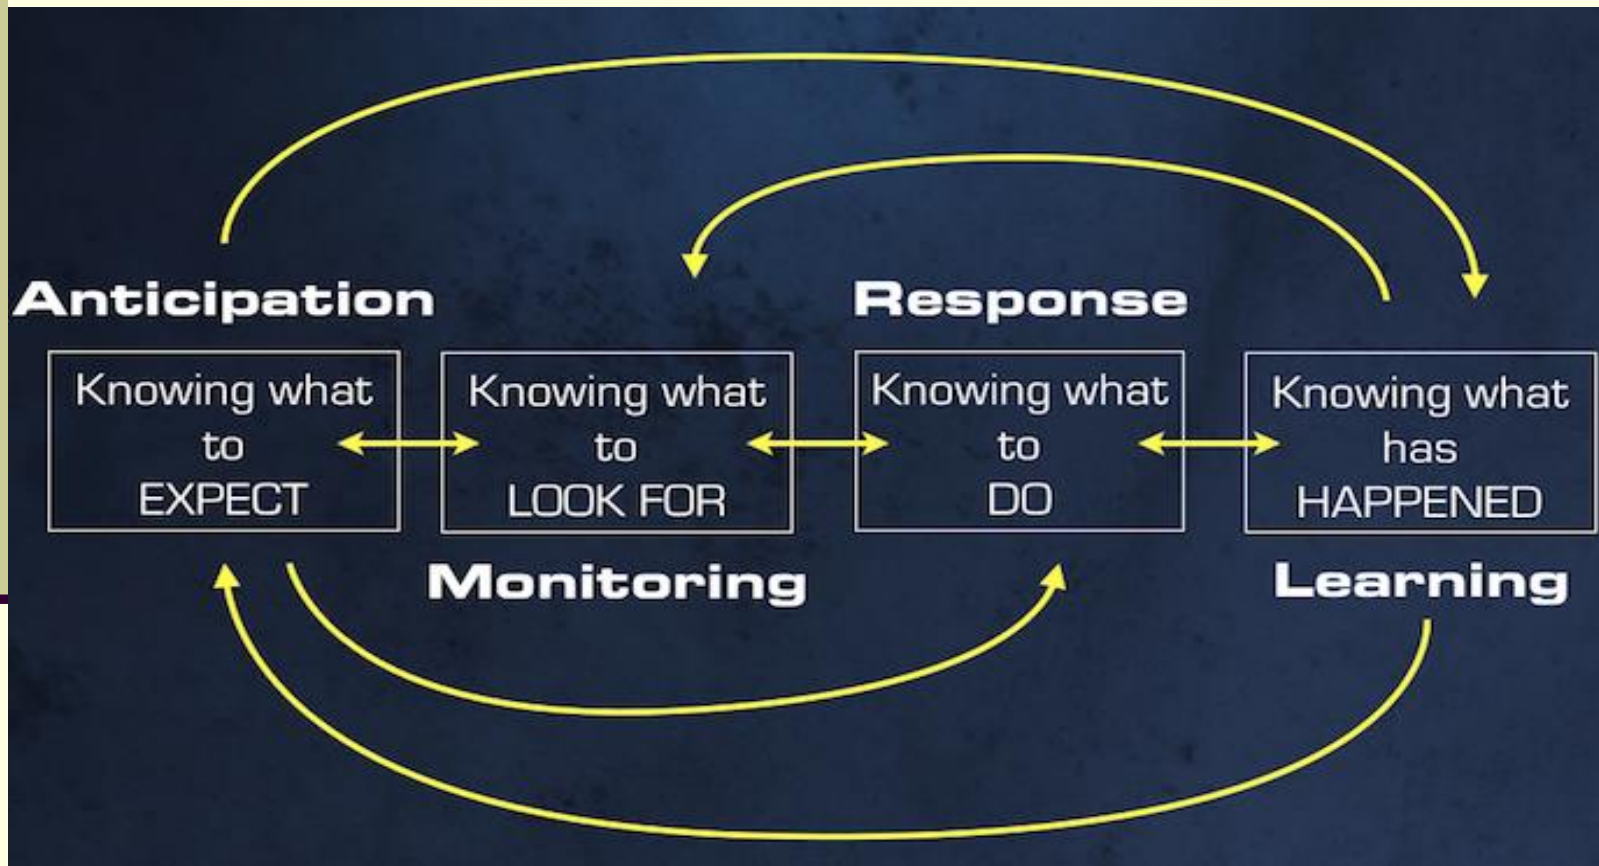 Anticipation
Knowing what
to
EXPECT
Knowing what
to
LOOK FOR
Monitoring
Response
Knowing what
to
DO
Knowing what
has
HAPPENED
Learning